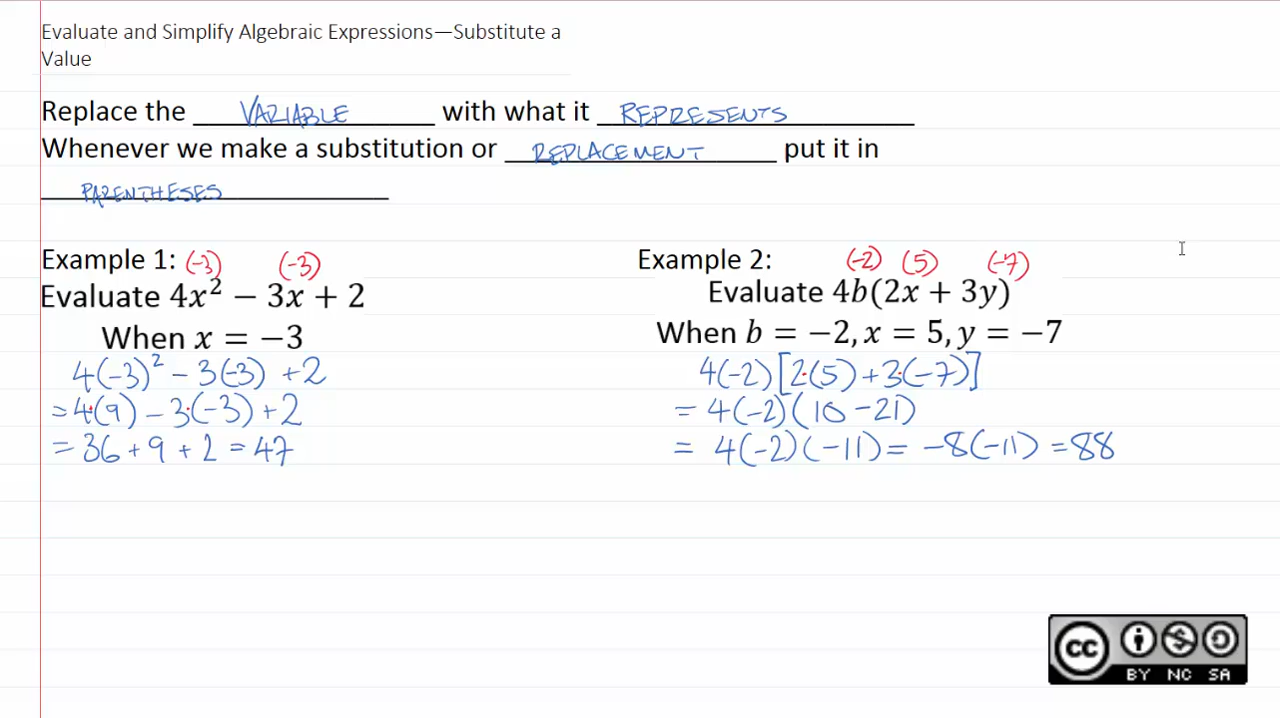 Evaluate and Simplify Algebraic Expressions—Substitute a
Value
Replace the VARIABLE with what it REPRESENTS
Whenever we make a substitution or REPLACEMENT put it in
PARENTHESES
Example 1: (-3) (-3)
Evaluate 4x² − 3x + 2
When x = −3
4(-3)² - 3(-3) + 2
= 4·(9) - 3·(-3) + 2
= 36 + 9 + 2 = 47
Example 2: (-2) (5) (-7)
Evaluate 4b(2x + 3y)
When b = −2, x = 5, y = −7
4(-2)[2·(5) + 3·(-7)]
= 4(-2)(10 - 21)
= 4(-2)(-11) = -8(-11) = 88
cc
BY NC SA